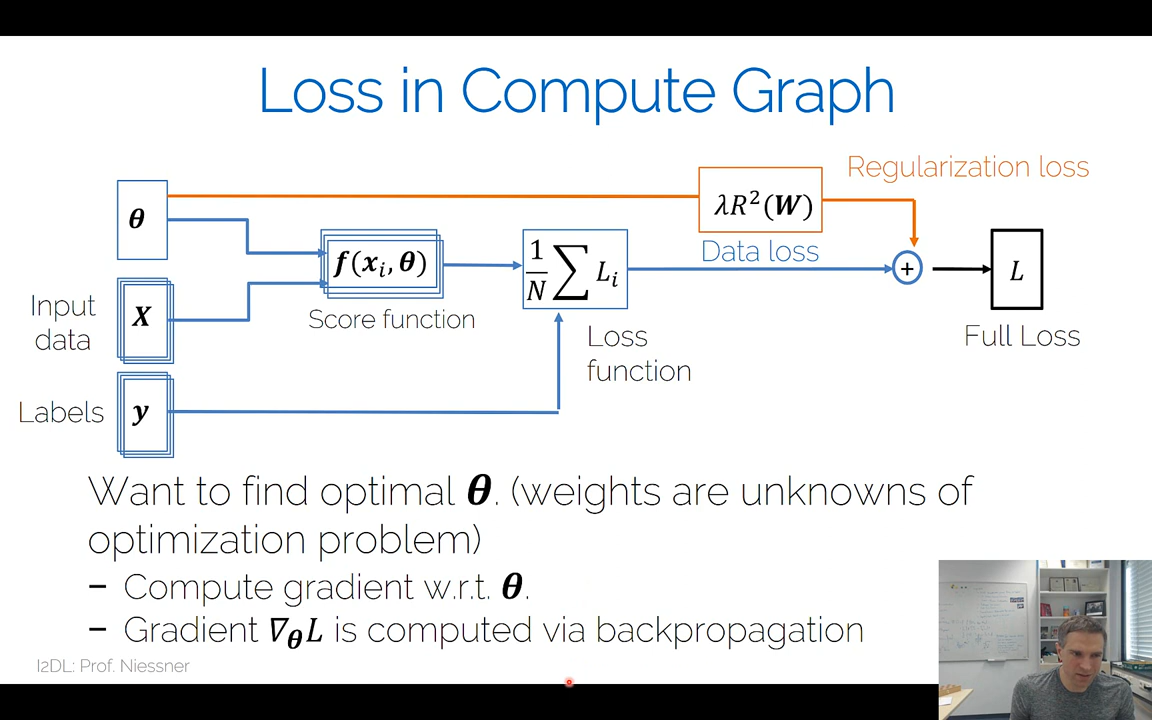 Loss in Compute Graph
Regularization loss
θ
λR²(W)
Data loss
f(xᵢ, θ)
1/N ∑ Lᵢ
+
L
Input
data
X
Score function
Loss
function
Full Loss
Labels
y
Want to find optimal θ. (weights are unknowns of
optimization problem)
– Compute gradient w.r.t. θ.
– Gradient ∇θL is computed via backpropagation
I2DL: Prof. Niessner